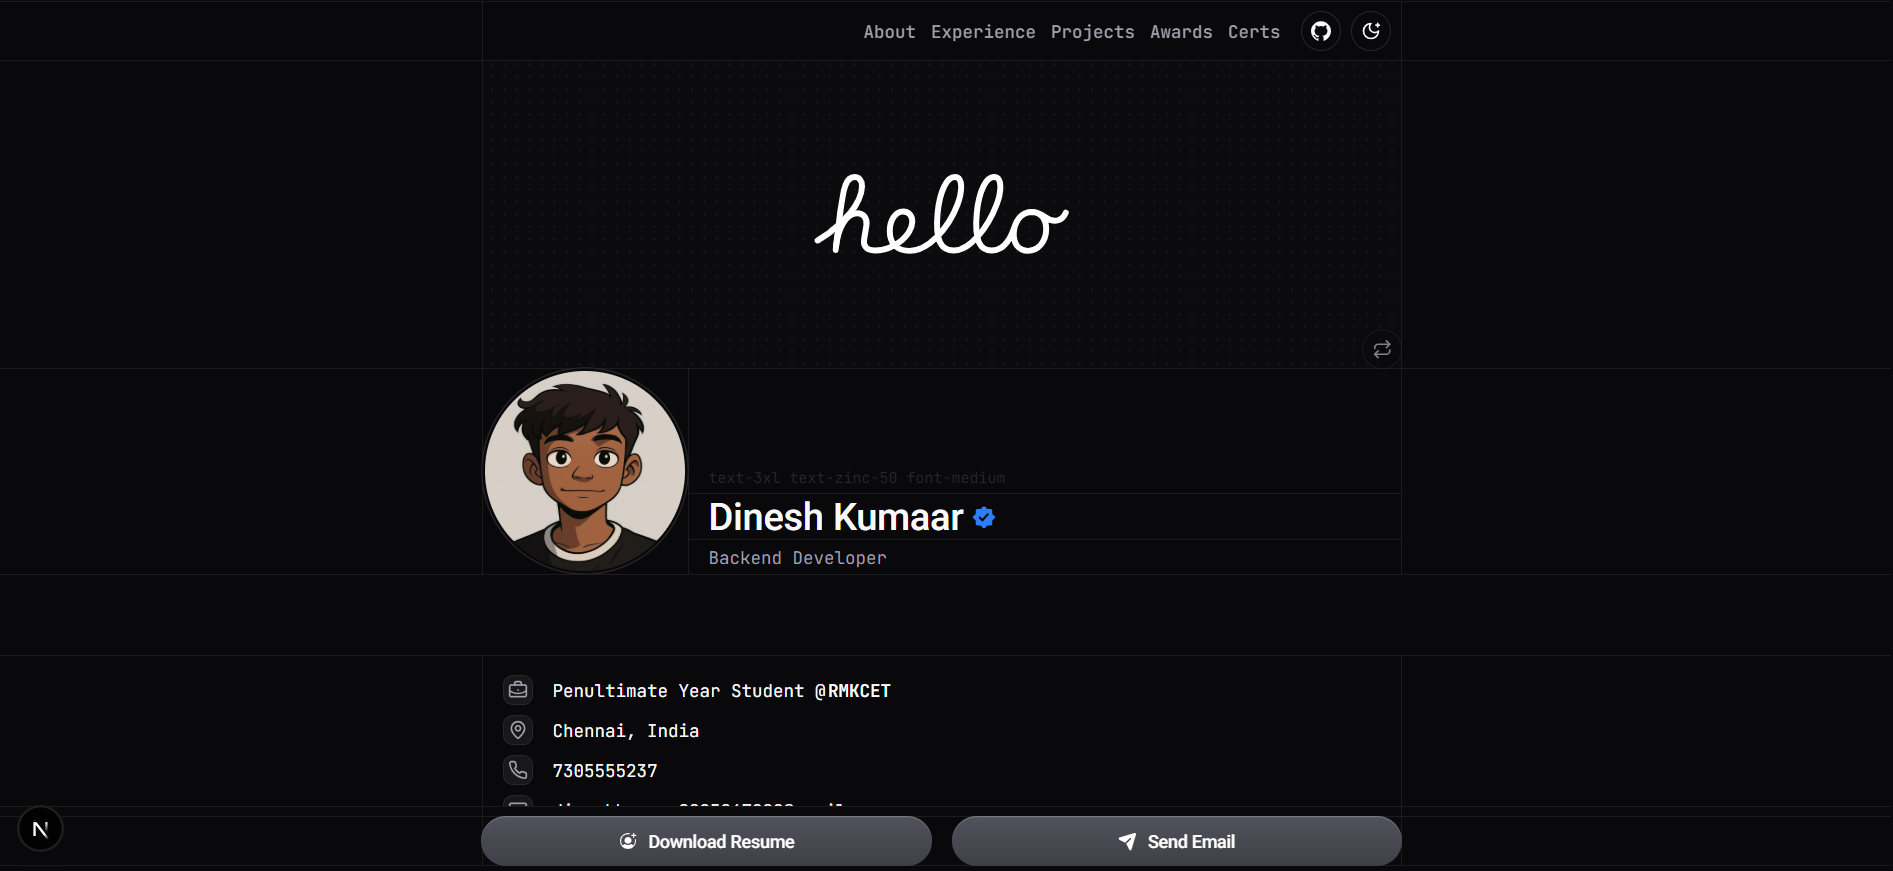 About Experience Projects Awards Certs
hello
text-3xl text-zinc-50 font-medium
Dinesh Kumaar
Backend Developer
Penultimate Year Student @RMKCET
Chennai, India
7305555237
N
Download Resume
Send Email